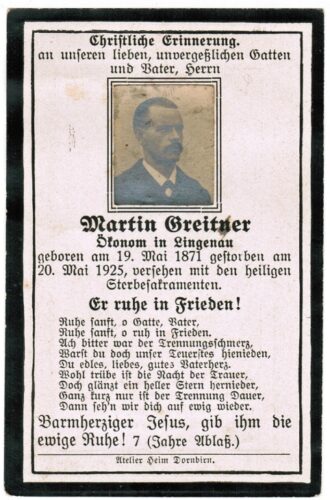 Christliche Erinnerung.
an unseren lieben, unvergeßlichen Gatten
und Vater, Herrn
Martin Greitner
Ökonom in Lingenau
geboren am 19. Mai 1871 gestorben am
20. Mai 1925, versehen mit den heiligen
Sterbesakramenten.
Er ruhe in Frieden!
Ruhe sanft, o Gatte, Vater,
Ruhe sanft, o ruh in Frieden.
Ach bitter war der Trennungsschmerz,
Warst du doch unser Teuerstes hienieden,
Du edles, liebes, gutes Vaterherz.
Wohl trübe ist die Nacht der Trauer,
Doch glänzt ein heller Stern hernieder,
Ganz kurz nur ist der Trennung Dauer,
Dann seh'n wir dich auf ewig wieder.
Barmherziger Jesus, gib ihm die
ewige Ruhe! 7 (Jahre Ablaß.)
Atelier Heim Dornbirn.